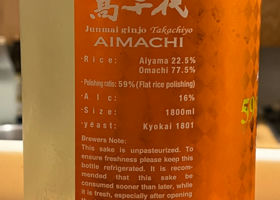 髙千代
Junmai ginjo Takachiyo
AIMACHI
・Rice: Aiyama 22.5%
Omachi 77.5%
・Polishing ratio: 59%(Flat rice polishing)
・Alc: 16%
・Size: 1800ml
・yeast: Kyokai 1801
Brewers Note:
This sake is unpasteurized. To
ensure freshness please keep this
bottle refrigerated. It is recom-
mended that this sake be
consumed sooner than later, while
it is fresh, especially after opening
59